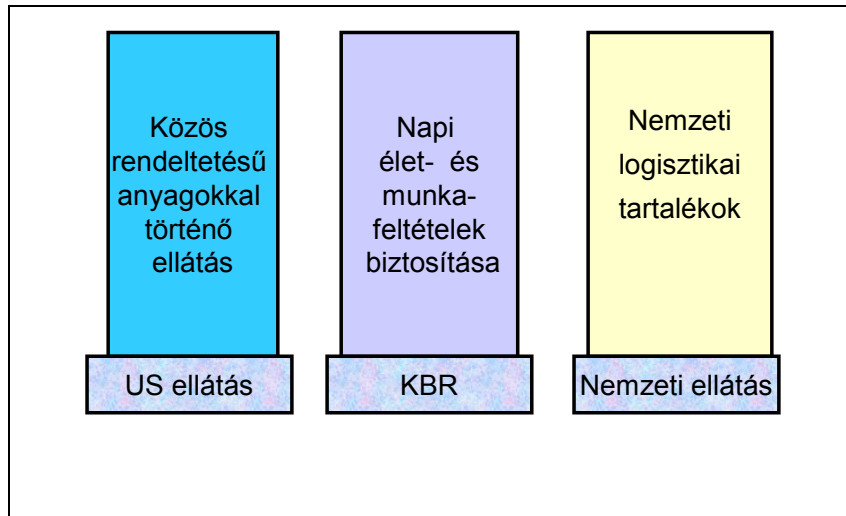 Közös
rendeltetésű
anyagokkal
történő
ellátás
US ellátás
Napi
élet- és
munka-
feltételek
biztosítása
KBR
Nemzeti
logisztikai
tartalékok
Nemzeti ellátás